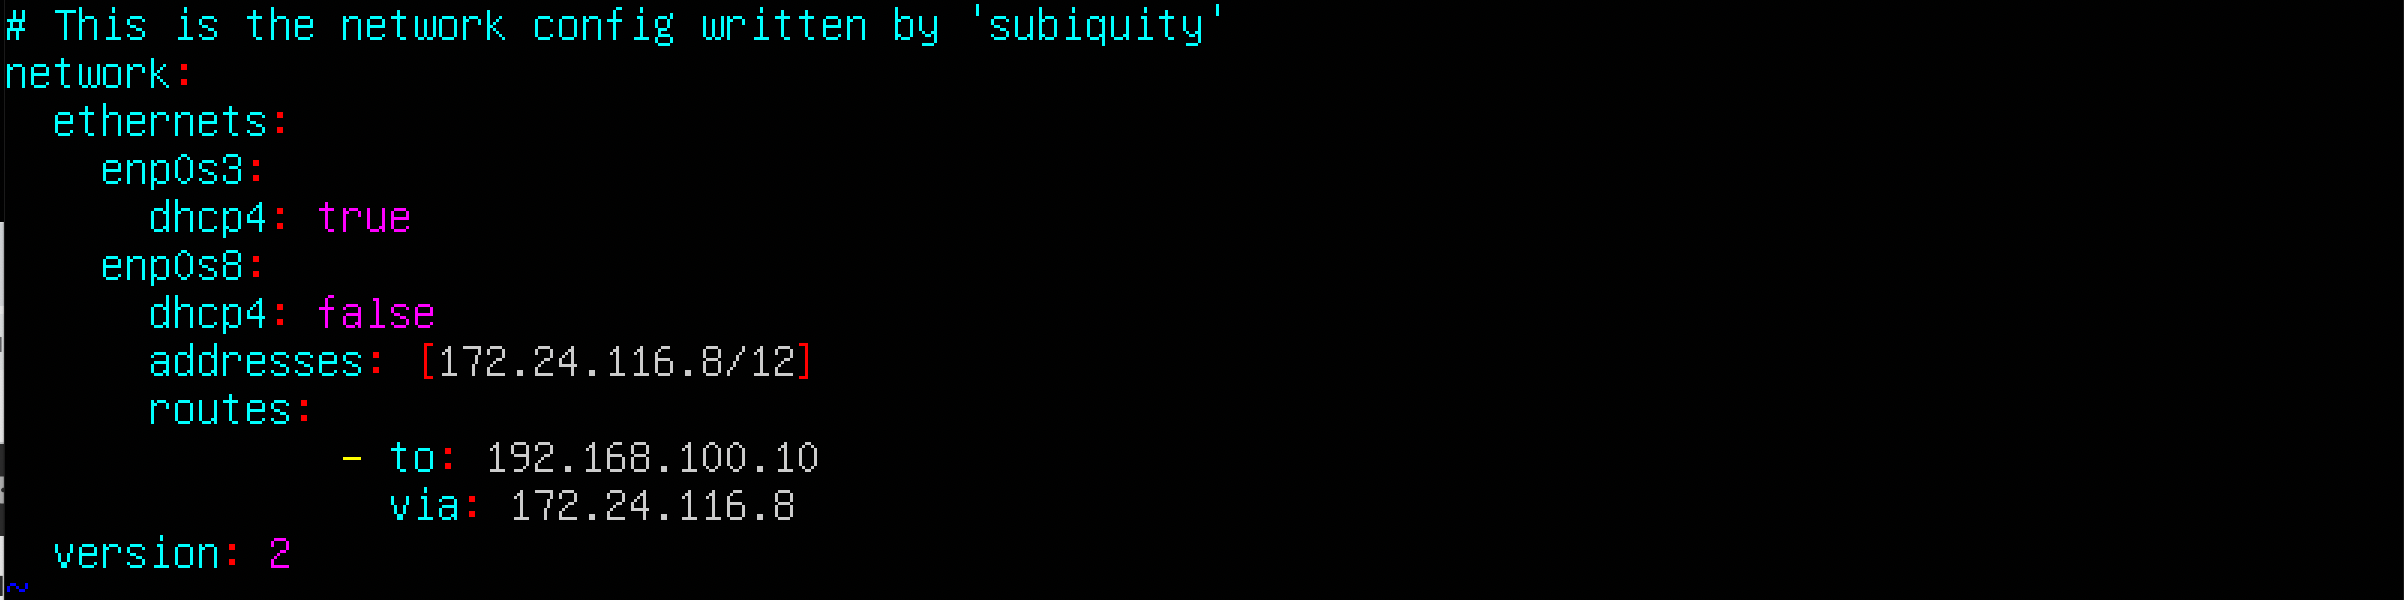 # This is the network config written by 'subiquity'
network:
  ethernets:
    enp0s3:
      dhcp4: true
    enp0s8:
      dhcp4: false
      addresses: [172.24.116.8/12]
      routes:
              - to: 192.168.100.10
                via: 172.24.116.8
  version: 2
~